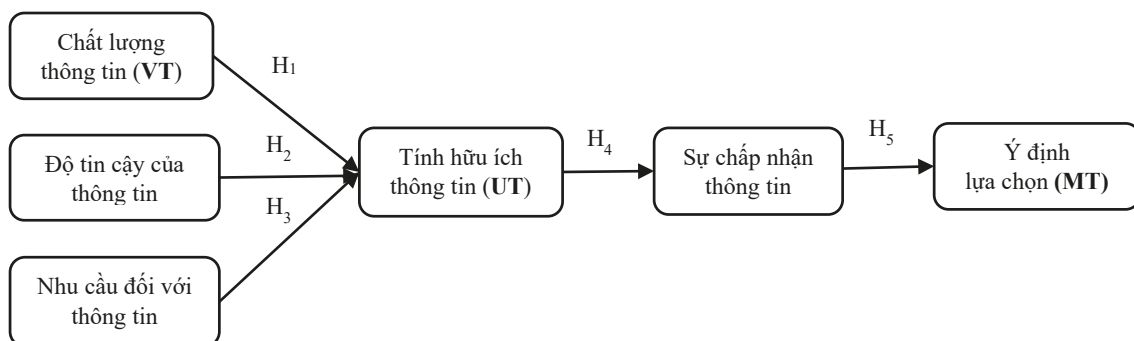 Chất lượng
thông tin (VT)
H1
Độ tin cậy của
thông tin
H2
Nhu cầu đối với
thông tin
H3
Tính hữu ích
thông tin (UT)
H4
Sự chấp nhận
thông tin
H5
Ý định
lựa chọn (MT)